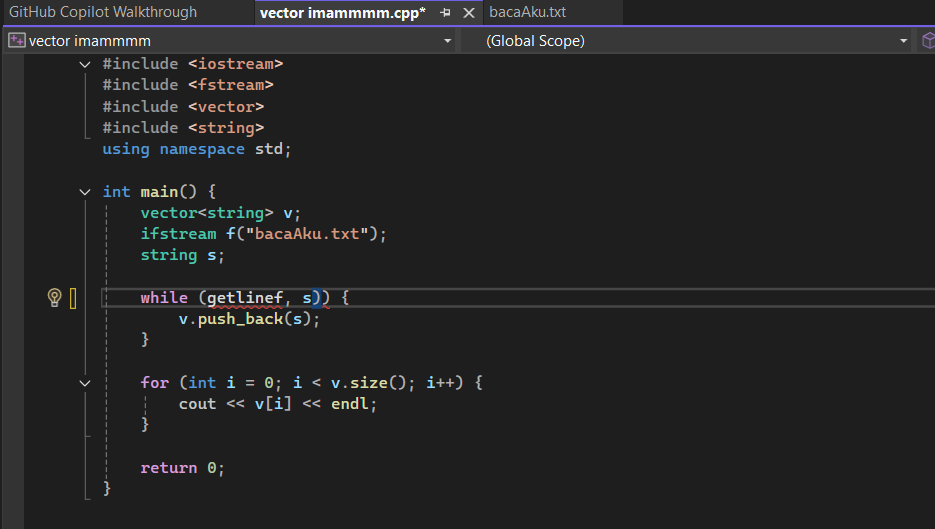 GitHub Copilot Walkthrough vector imammmm.cpp* bacaAku.txt
vector imammmm (Global Scope)
#include <iostream>
#include <fstream>
#include <vector>
#include <string>
using namespace std;
int main() {
vector<string> v;
ifstream f("bacaAku.txt");
string s;
while (getlinef, s)) {
v.push_back(s);
}
for (int i = 0; i < v.size(); i++) {
cout << v[i] << endl;
}
return 0;
}